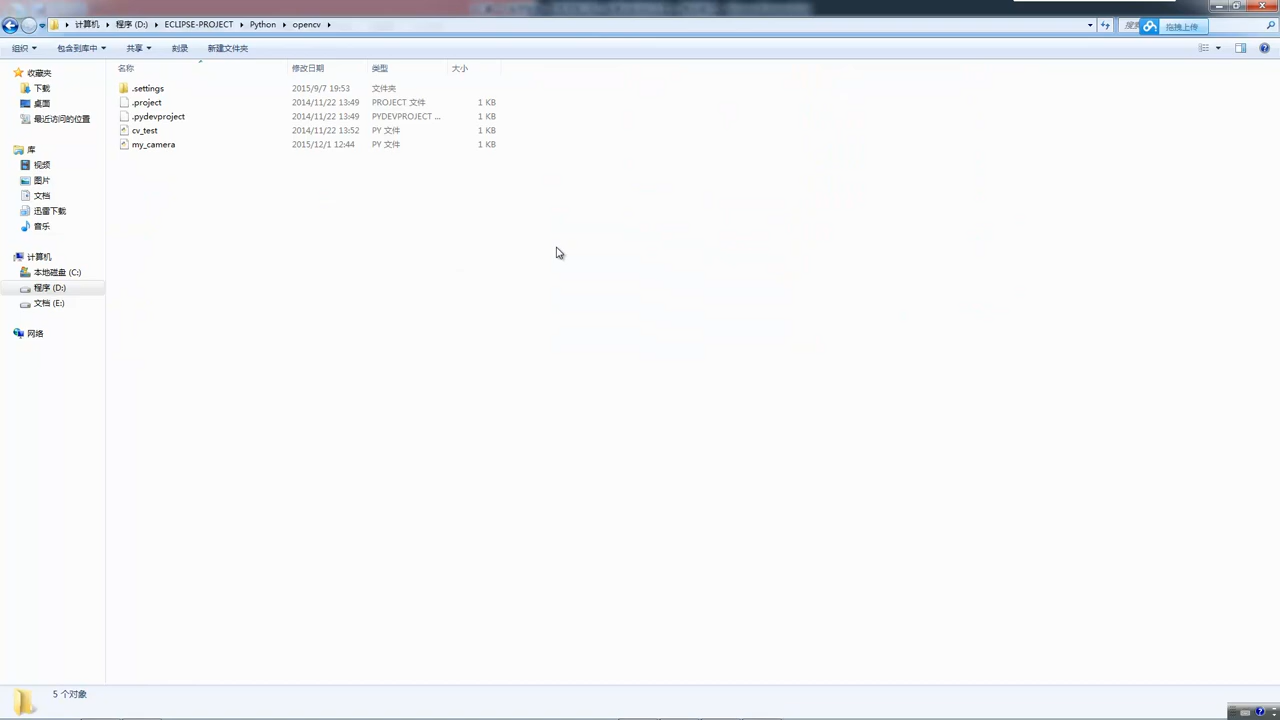 计算机 ▸ 程序 (D:) ▸ ECLIPSE-PROJECT ▸ Python ▸ opencv ▸
拖拽上传
组织 包含到库中 共享 刻录 新建文件夹
名称 修改日期 类型 大小
收藏夹
下载
桌面
最近访问的位置
库
视频
图片
文档
迅雷下载
音乐
计算机
本地磁盘 (C:)
程序 (D:)
文档 (E:)
网络
.settings 2015/9/7 19:53 文件夹
.project 2014/11/22 13:49 PROJECT 文件 1 KB
.pydevproject 2014/11/22 13:49 PYDEVPROJECT ... 1 KB
cv_test 2014/11/22 13:52 PY 文件 1 KB
my_camera 2015/12/1 12:44 PY 文件 1 KB
5 个对象